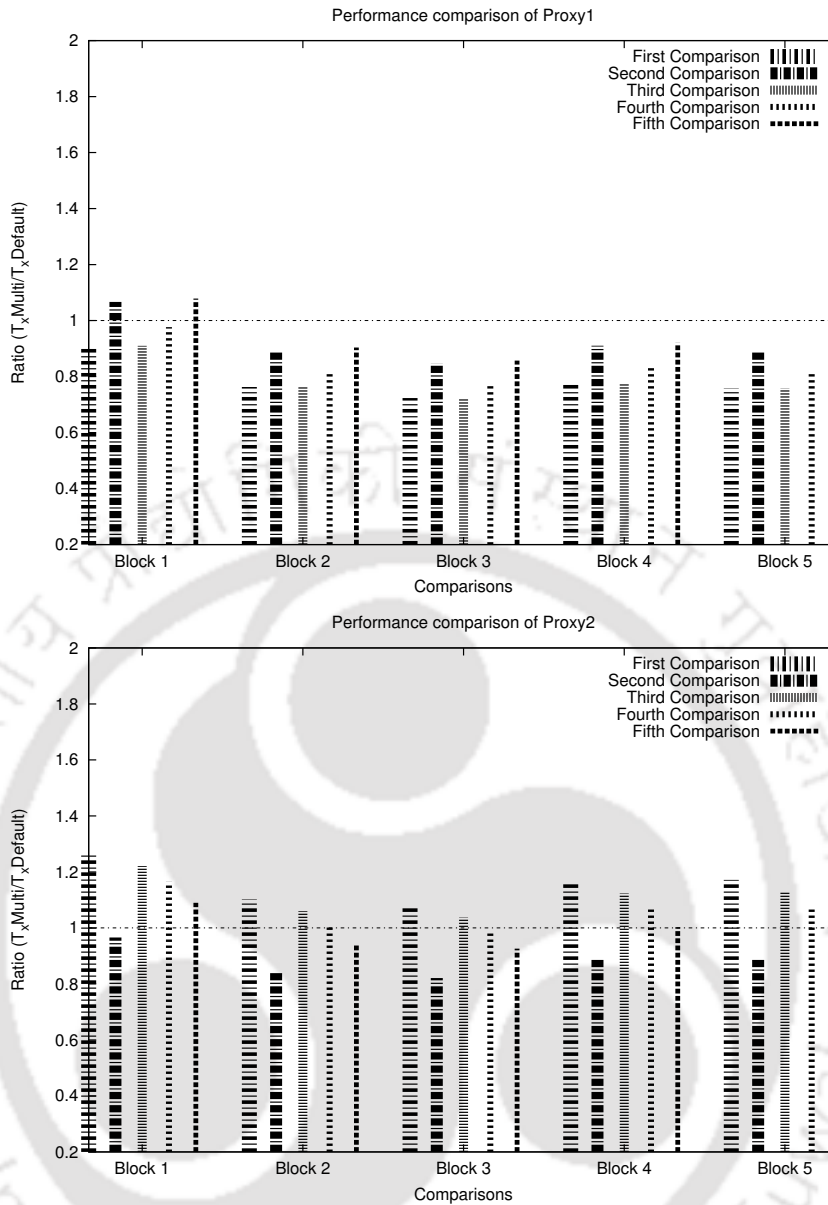 Performance comparison of Proxy1
2
1.8
1.6
1.4
1.2
1
0.8
0.6
0.4
0.2
Ratio (TxMulti/TxDefault)
First Comparison
Second Comparison
Third Comparison
Fourth Comparison
Fifth Comparison
Block 1 Block 2 Block 3 Block 4 Block 5
Comparisons
Performance comparison of Proxy2
2
1.8
1.6
1.4
1.2
1
0.8
0.6
0.4
0.2
Ratio (TxMulti/TxDefault)
First Comparison
Second Comparison
Third Comparison
Fourth Comparison
Fifth Comparison
Block 1 Block 2 Block 3 Block 4 Block 5
Comparisons